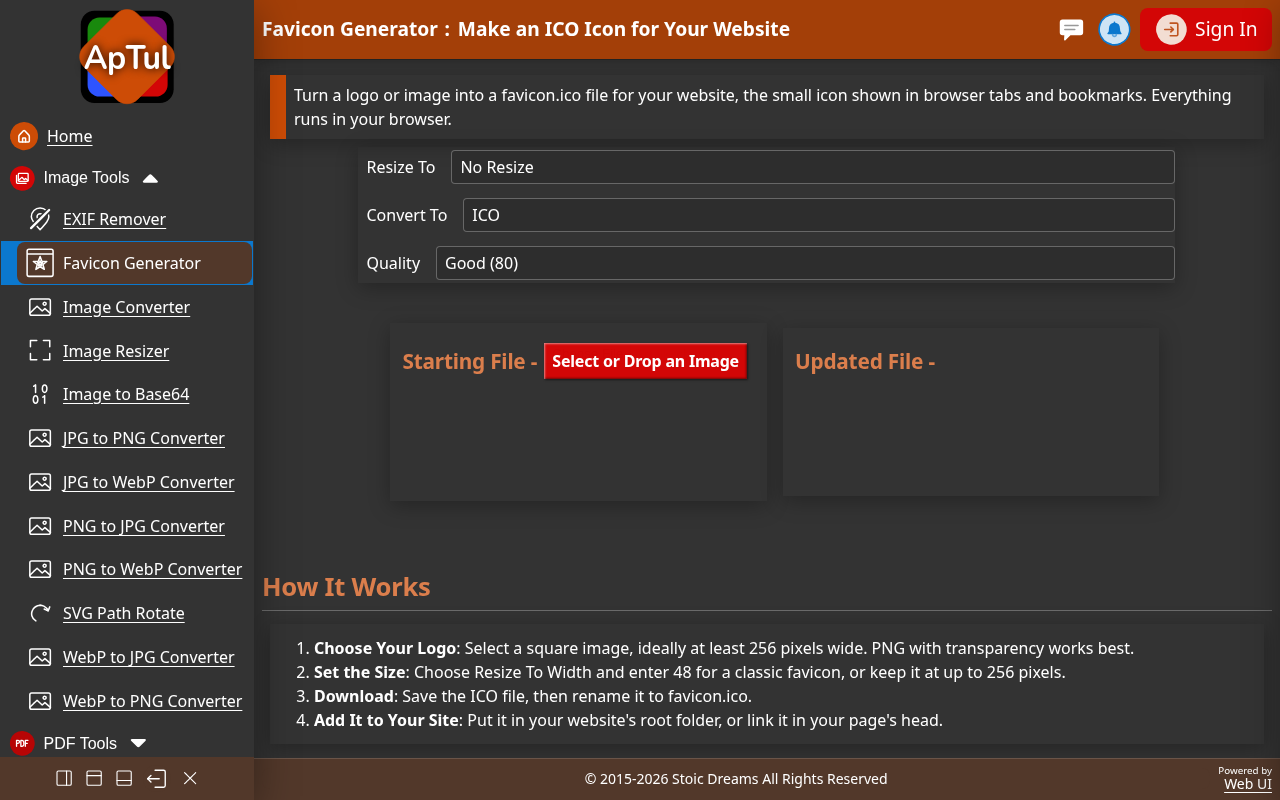 ApTul
Home
Image Tools
EXIF Remover
Favicon Generator
Image Converter
Image Resizer
Image to Base64
JPG to PNG Converter
JPG to WebP Converter
PNG to JPG Converter
PNG to WebP Converter
SVG Path Rotate
WebP to JPG Converter
WebP to PNG Converter
PDF PDF Tools
Favicon Generator : Make an ICO Icon for Your Website
Sign In
Turn a logo or image into a favicon.ico file for your website, the small icon shown in browser tabs and bookmarks. Everything
runs in your browser.
Resize To No Resize
Convert To ICO
Quality Good (80)
Starting File - Select or Drop an Image
Updated File -
How It Works
1. Choose Your Logo: Select a square image, ideally at least 256 pixels wide. PNG with transparency works best.
2. Set the Size: Choose Resize To Width and enter 48 for a classic favicon, or keep it at up to 256 pixels.
3. Download: Save the ICO file, then rename it to favicon.ico.
4. Add It to Your Site: Put it in your website's root folder, or link it in your page's head.
© 2015-2026 Stoic Dreams All Rights Reserved
Powered by
Web UI